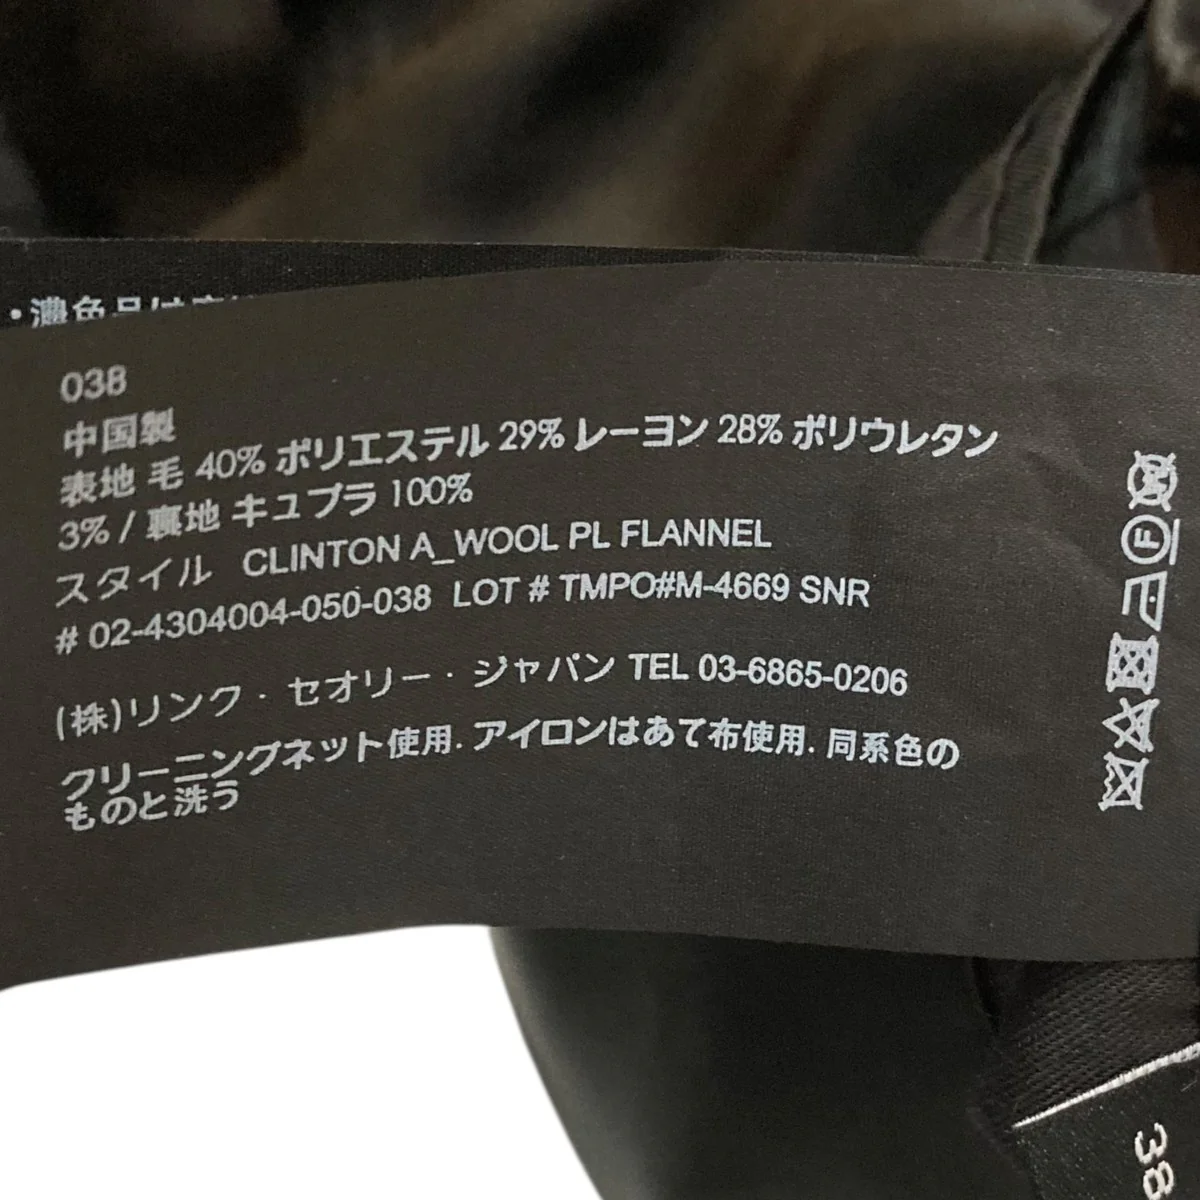 ・濃色品は
038
中国製
表地 毛 40% ポリエステル 29% レーヨン 28% ポリウレタン
3% / 裏地 キュプラ 100%
スタイル CLINTON A_WOOL PL FLANNEL
# 02-4304004-050-038 LOT # TMPO#M-4669 SNR
(株)リンク・セオリー・ジャパン TEL 03-6865-0206
クリーニングネット使用. アイロンはあて布使用. 同系色の
ものと洗う
W
F
38